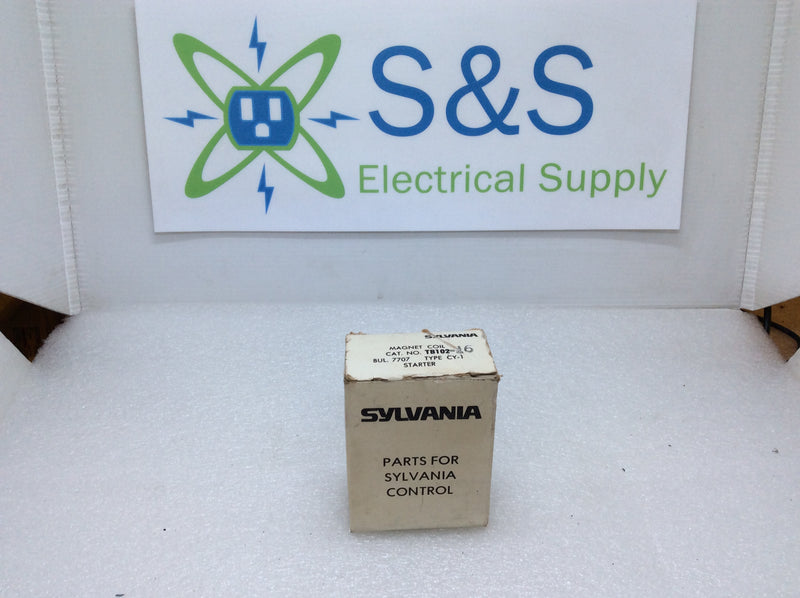 S&S
Electrical Supply
SYLVANIA
MAGNET COIL
CAT. NO. TB102-16
BUL. 7707 TYPE CY-1
STARTER
SYLVANIA
PARTS FOR
SYLVANIA
CONTROL